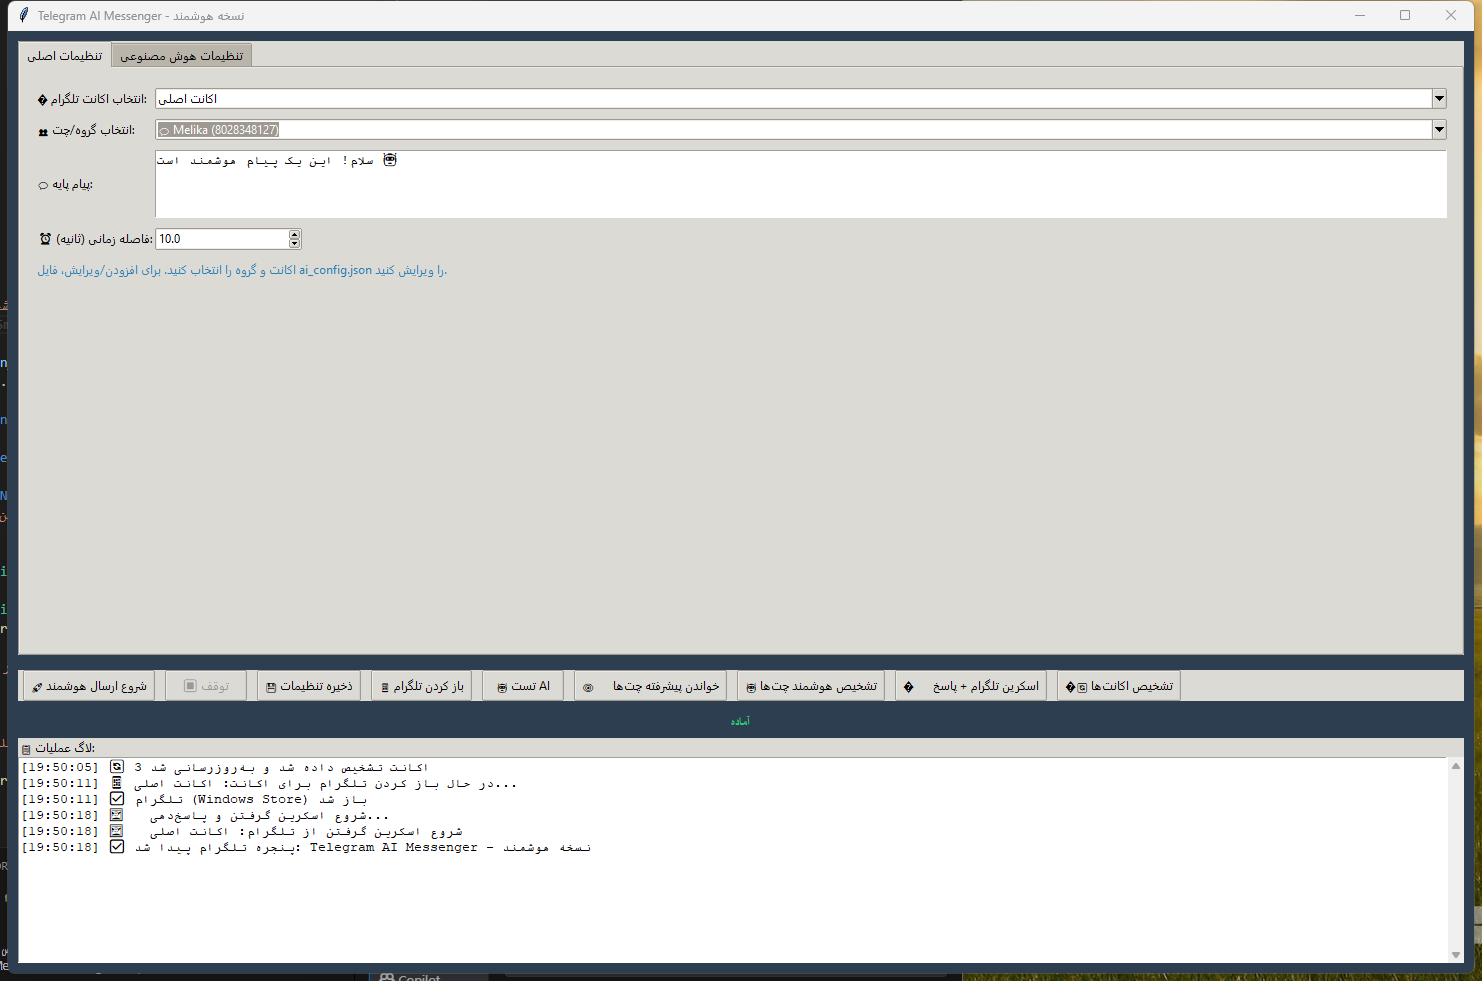 Telegram AI Messenger - نسخه هوشمند
تنظیمات اصلی
تنظیمات هوش مصنوعی
انتخاب اکانت تلگرام:
اکانت اصلی
انتخاب گروه/چت:
Melika (8028348127)
پیام پایه:
سلام! این یک پیام هوشمند است 🤖
⏰ فاصله زمانی (ثانیه):
10.0
اکانت و گروه را انتخاب کنید. برای افزودن/ویرایش، فایل ai_config.json را ویرایش کنید.
شروع ارسال هوشمند
توقف
ذخیره تنظیمات
باز کردن تلگرام
تست AI
خواندن پیشرفته چت‌ها
تشخیص هوشمند چت‌ها
اسکرین تلگرام + پاسخ
تشخیص اکانت‌ها
آماده
لاگ عملیات:
[19:50:05] 3 اکانت تشخیص داده شد و به‌روزرسانی شد
[19:50:11] در حال باز کردن تلگرام برای اکانت: اکانت اصلی...
[19:50:11] تلگرام (Windows Store) باز شد
[19:50:18] شروع اسکرین گرفتن و پاسخ‌دهی...
[19:50:18] شروع اسکرین گرفتن از تلگرام: اکانت اصلی
[19:50:18] پنجره تلگرام پیدا شد: Telegram AI Messenger - نسخه هوشمند
Copilot